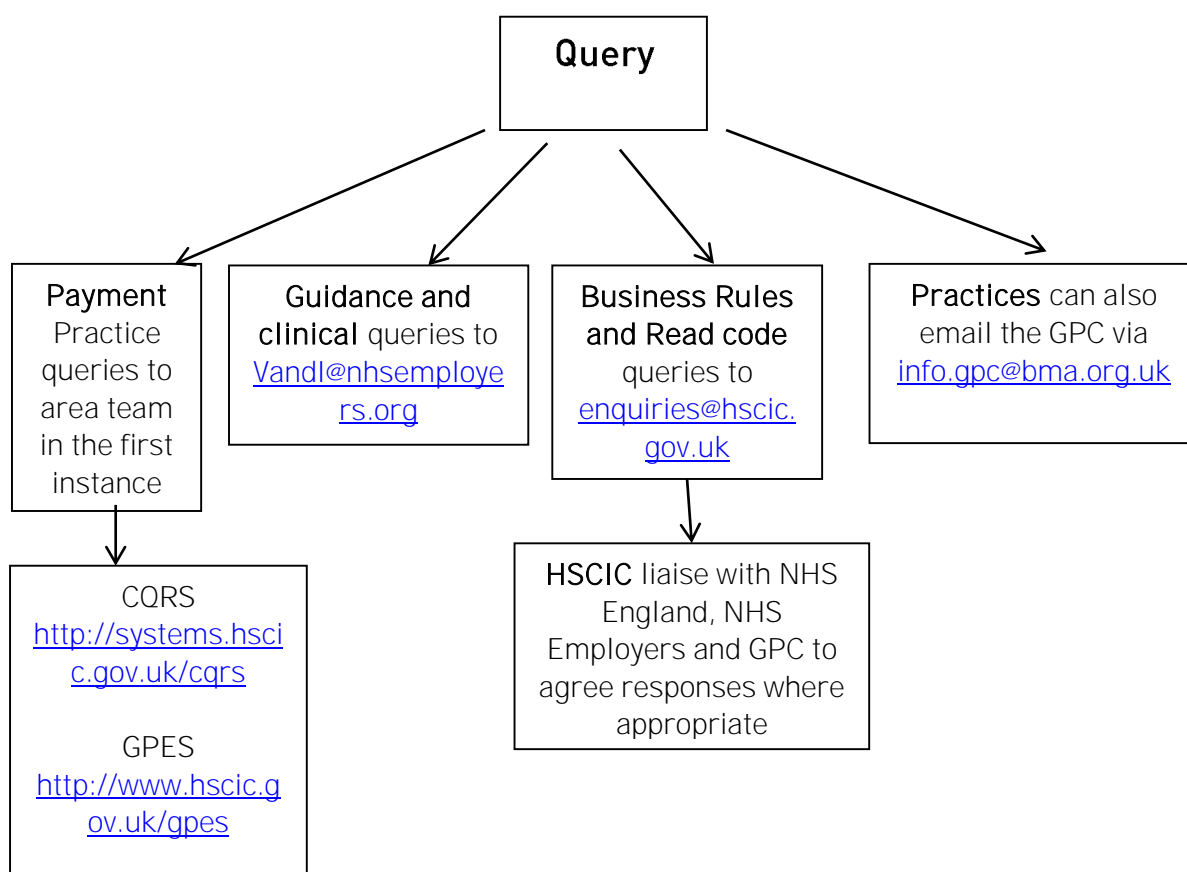 Query
Payment
Practice
queries to
area team
in the first
instance
Guidance and
clinical queries to
Vandl@nhsemploye
rs.org
Business Rules
and Read code
queries to
enquiries@hscic.
gov.uk
Practices can also
email the GPC via
info.gpc@bma.org.uk
CQRS
http://systems.hsci
c.gov.uk/cqrs
GPES
http://www.hscic.g
ov.uk/gpes
HSCIC liaise with NHS
England, NHS
Employers and GPC to
agree responses where
appropriate